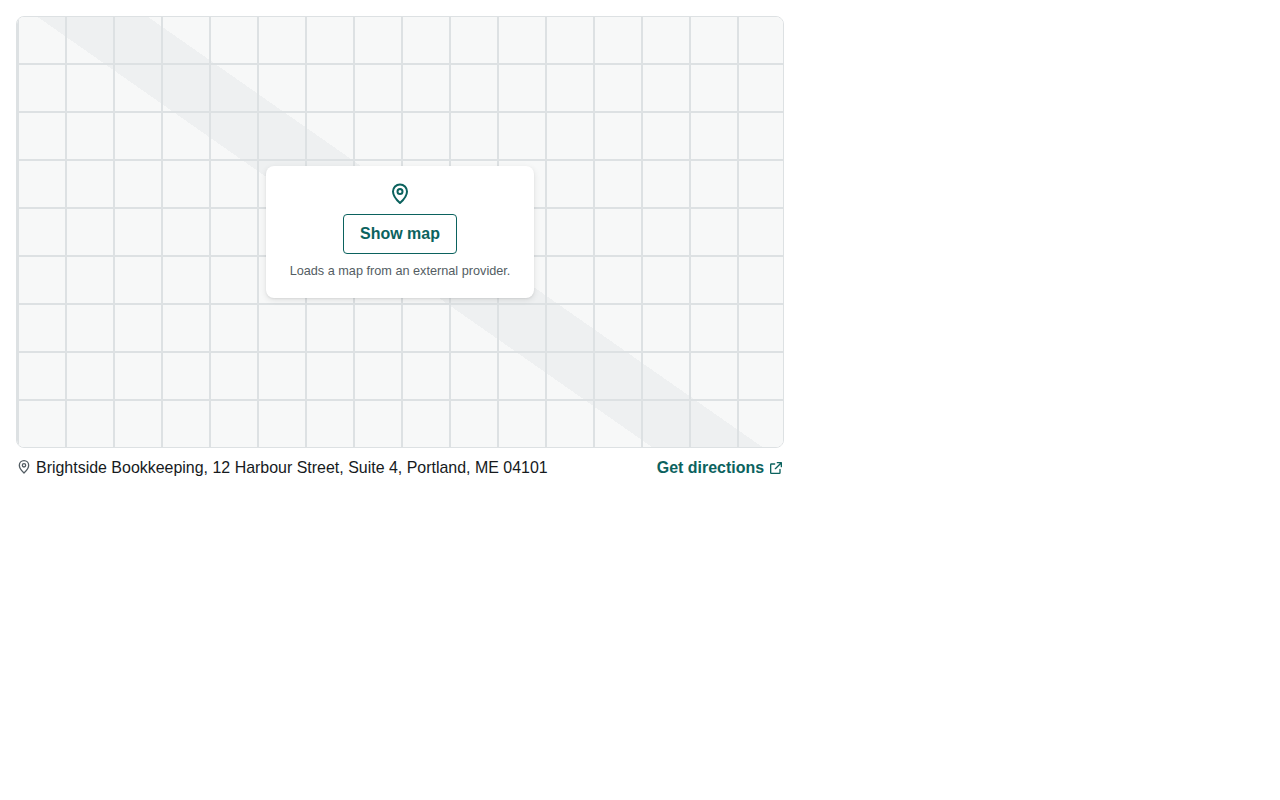 Show map
Loads a map from an external provider.
Brightside Bookkeeping, 12 Harbour Street, Suite 4, Portland, ME 04101
Get directions